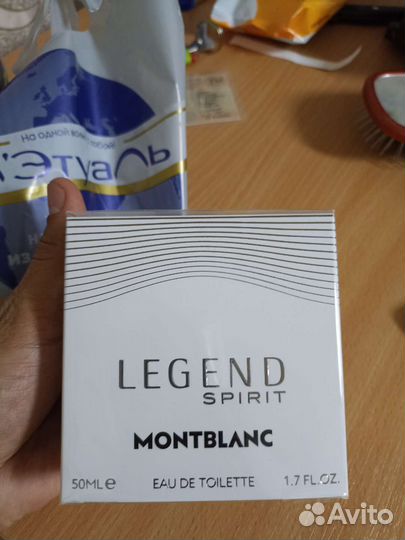 На одной волне с тобой
Л'Этуаль
LEGEND
SPIRIT
MONTBLANC
50ML e EAU DE TOILETTE 1.7 FL.OZ.
Avito